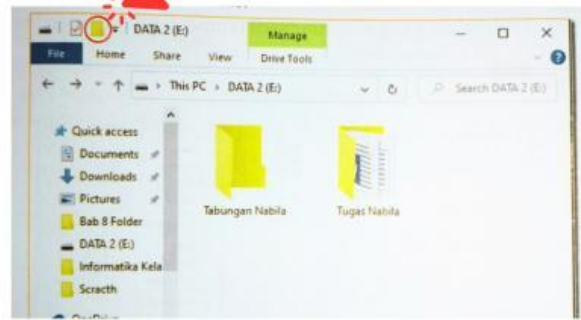 DATA 2 (E:)
Manage
File Home Share View Drive Tools
This PC > DATA 2 (E:)
Search DATA 2 (E:)
Quick access
Documents
Downloads
Pictures
Bab 8 Folder
DATA 2 (E:)
Informatika Kela
Scracth
Tabungan Nabila
Tugas Nabila